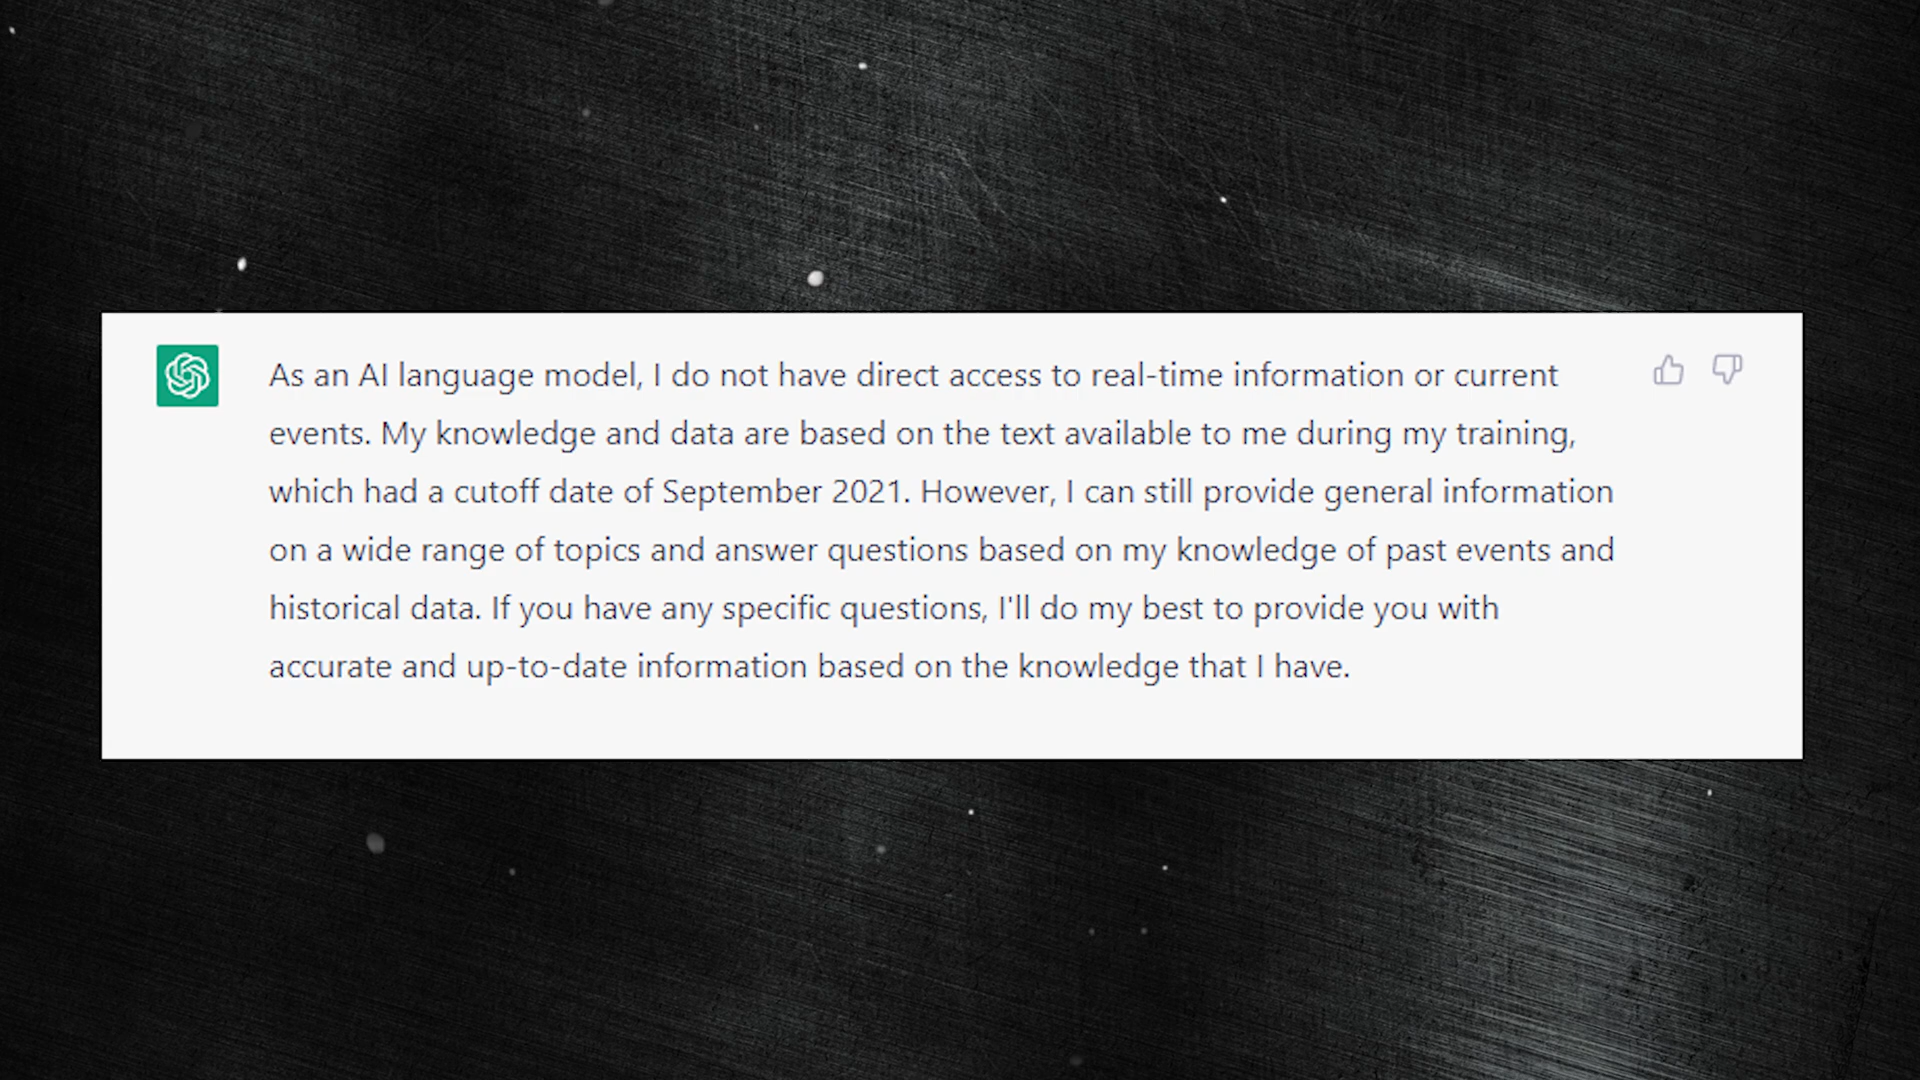 As an AI language model, I do not have direct access to real-time information or current
events. My knowledge and data are based on the text available to me during my training,
which had a cutoff date of September 2021. However, I can still provide general information
on a wide range of topics and answer questions based on my knowledge of past events and
historical data. If you have any specific questions, I'll do my best to provide you with
accurate and up-to-date information based on the knowledge that I have.